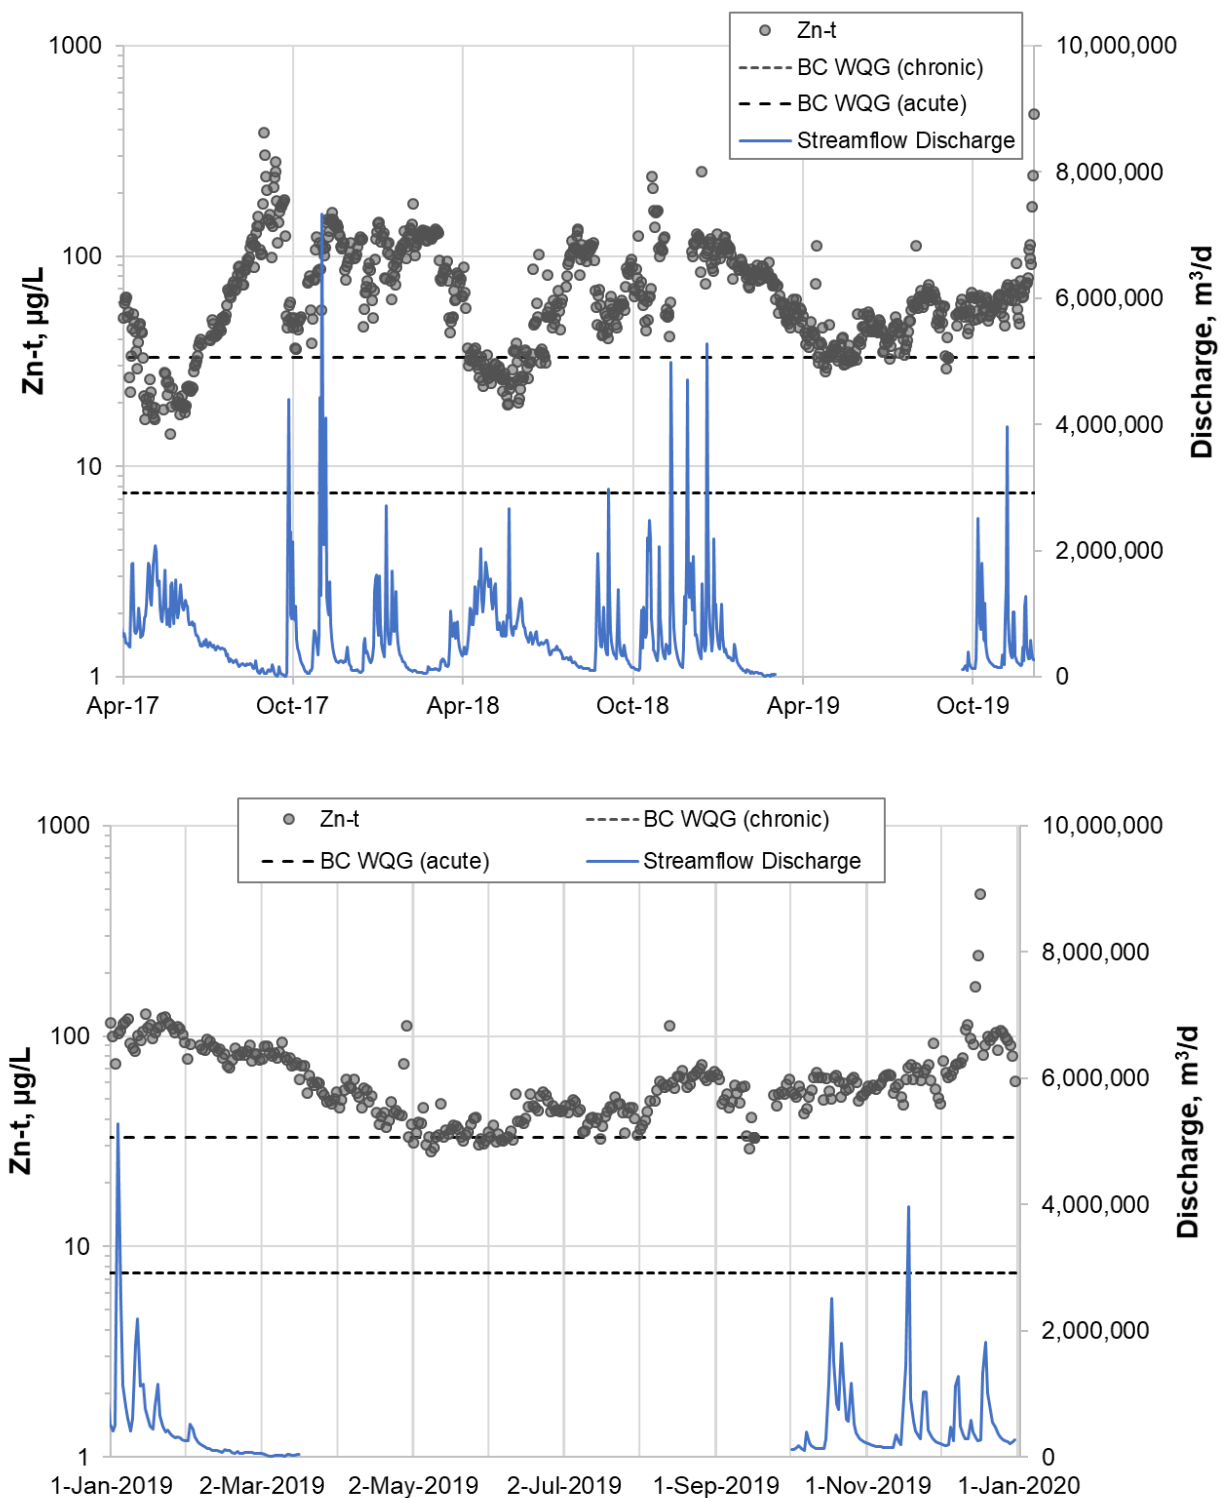 Zn-t
BC WQG (chronic)
BC WQG (acute)
Streamflow Discharge
1000
100
10
1
Zn-t, µg/L
10,000,000
8,000,000
6,000,000
4,000,000
2,000,000
0
Discharge, m³/d
Apr-17 Oct-17 Apr-18 Oct-18 Apr-19 Oct-19
Zn-t BC WQG (chronic)
BC WQG (acute) Streamflow Discharge
1000
100
10
1
Zn-t, µg/L
10,000,000
8,000,000
6,000,000
4,000,000
2,000,000
0
Discharge, m³/d
1-Jan-2019 2-Mar-2019 2-May-2019 2-Jul-2019 1-Sep-2019 1-Nov-2019 1-Jan-2020